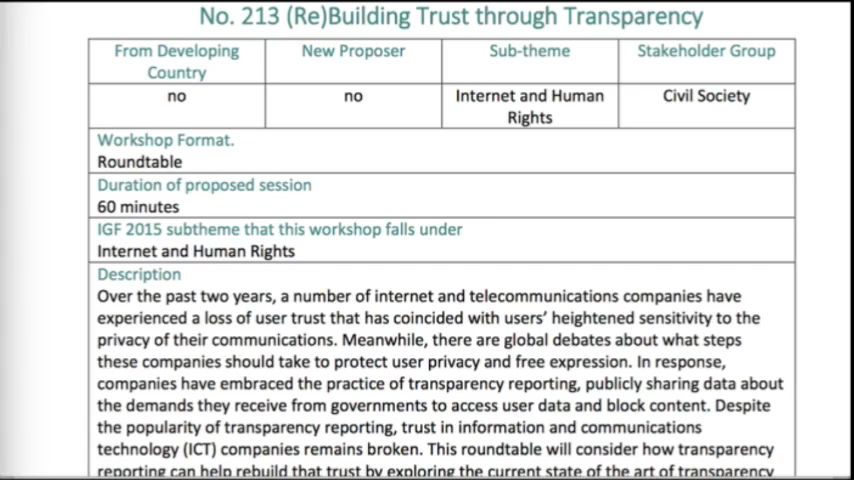 No. 213 (Re)Building Trust through Transparency
From Developing Country
New Proposer
Sub-theme
Stakeholder Group
no
no
Internet and Human Rights
Civil Society
Workshop Format.
Roundtable
Duration of proposed session
60 minutes
IGF 2015 subtheme that this workshop falls under
Internet and Human Rights
Description
Over the past two years, a number of internet and telecommunications companies have
experienced a loss of user trust that has coincided with users’ heightened sensitivity to the
privacy of their communications. Meanwhile, there are global debates about what steps
these companies should take to protect user privacy and free expression. In response,
companies have embraced the practice of transparency reporting, publicly sharing data about
the demands they receive from governments to access user data and block content. Despite
the popularity of transparency reporting, trust in information and communications
technology (ICT) companies remains broken. This roundtable will consider how transparency
reporting can help rebuild that trust by exploring the current state of the art of transparency